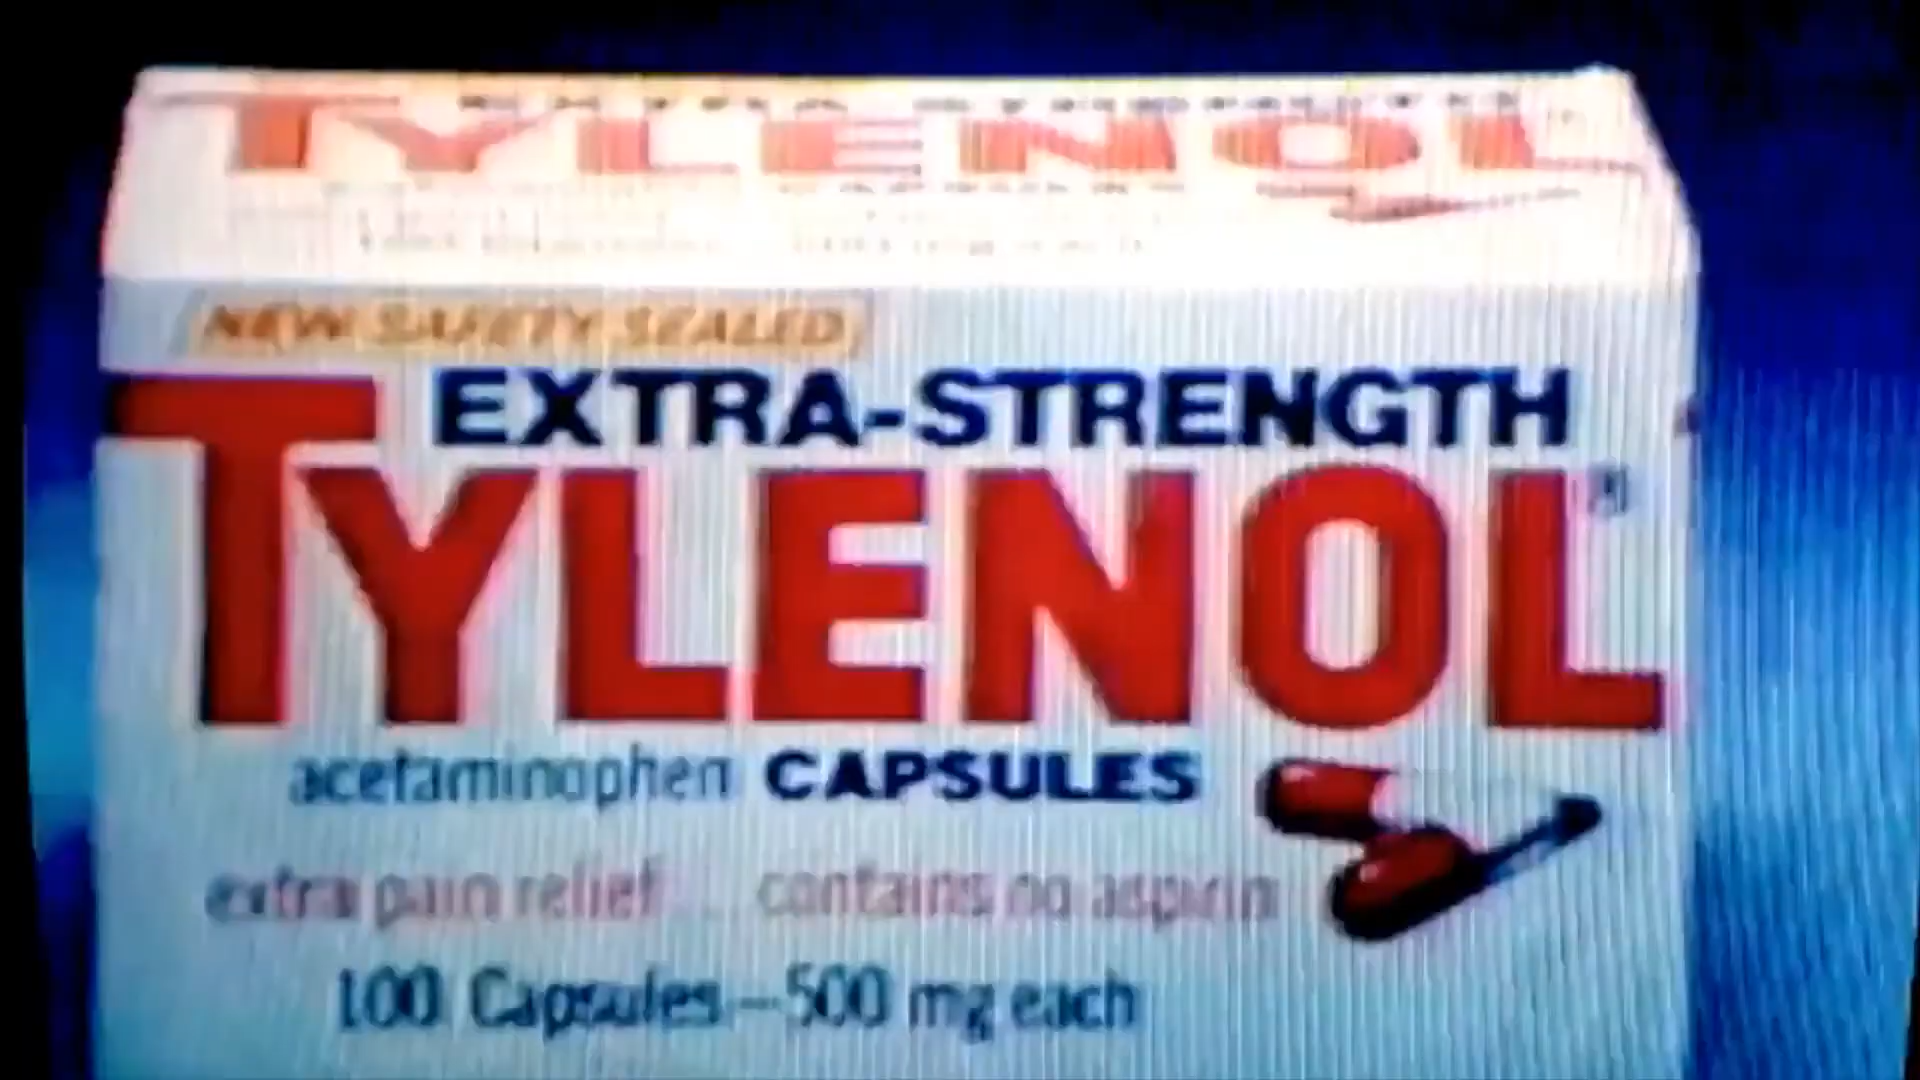 TYLENOL
NEW SAFETY SEALED
EXTRA-STRENGTH
TYLENOL®
acetaminophen CAPSULES
extra pain relief... contains no aspirin
100 Capsules—500 mg each